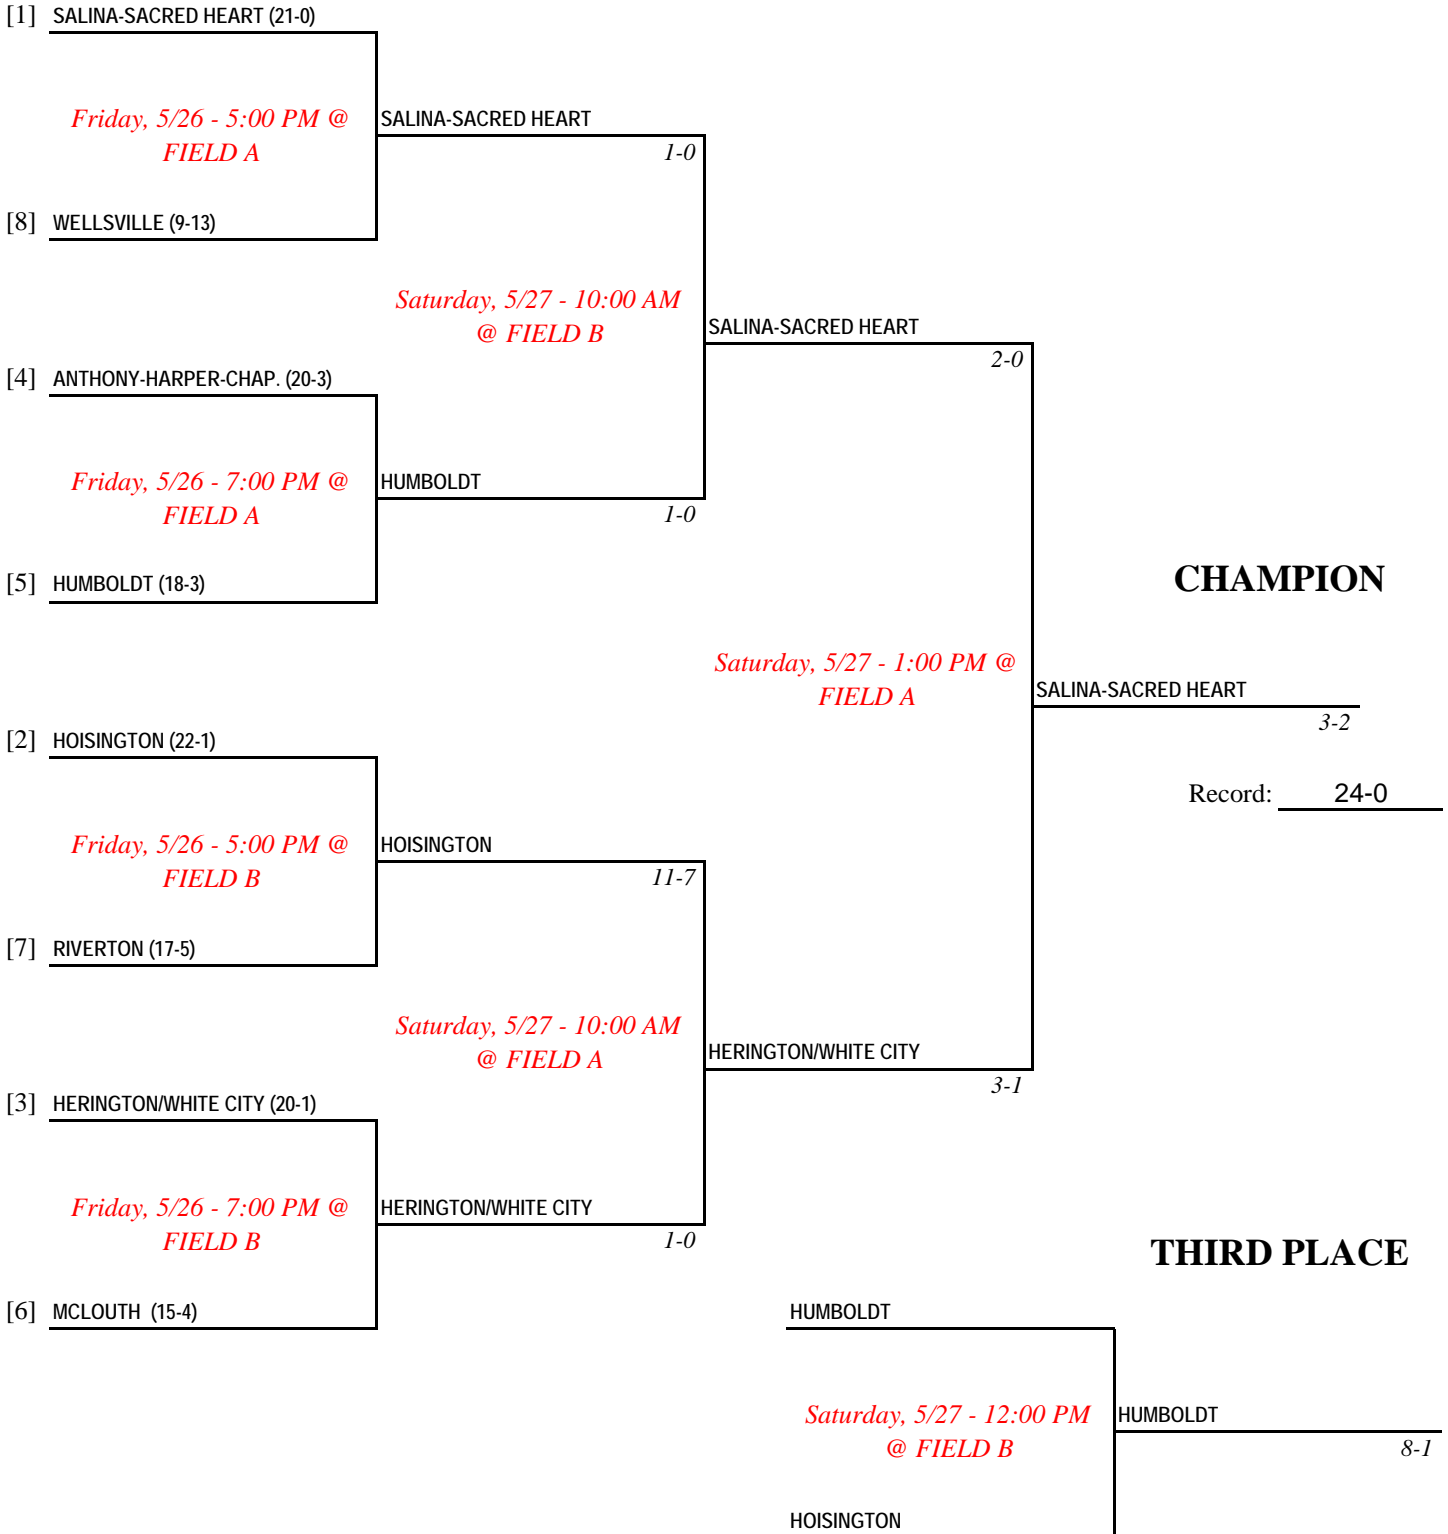 [1] SALINA-SACRED HEART (21-0)
Friday, 5/26 - 5:00 PM @
FIELD A
SALINA-SACRED HEART
1-0
[8] WELLSVILLE (9-13)
Saturday, 5/27 - 10:00 AM
@ FIELD B
SALINA-SACRED HEART
2-0
[4] ANTHONY-HARPER-CHAP. (20-3)
Friday, 5/26 - 7:00 PM @
FIELD A
HUMBOLDT
1-0
[5] HUMBOLDT (18-3)
CHAMPION
Saturday, 5/27 - 1:00 PM @
FIELD A
SALINA-SACRED HEART
3-2
Record: 24-0
[2] HOISINGTON (22-1)
Friday, 5/26 - 5:00 PM @
FIELD B
HOISINGTON
11-7
[7] RIVERTON (17-5)
Saturday, 5/27 - 10:00 AM
@ FIELD A
HERINGTON/WHITE CITY
3-1
[3] HERINGTON/WHITE CITY (20-1)
Friday, 5/26 - 7:00 PM @
FIELD B
HERINGTON/WHITE CITY
1-0
[6] MCLOUTH (15-4)
THIRD PLACE
HUMBOLDT
Saturday, 5/27 - 12:00 PM
@ FIELD B
HUMBOLDT
8-1
HOISINGTON